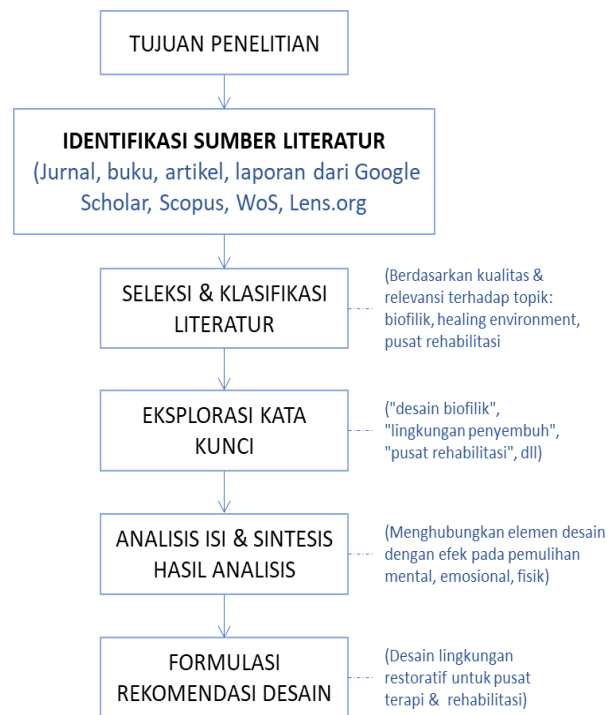 TUJUAN PENELITIAN
IDENTIFIKASI SUMBER LITERATUR
(Jurnal, buku, artikel, laporan dari Google
Scholar, Scopus, WoS, Lens.org
SELEKSI & KLASIFIKASI
LITERATUR
(Berdasarkan kualitas &
relevansi terhadap topik:
biofilik, healing environment,
pusat rehabilitasi
EKSPLORASI KATA
KUNCI
("desain biofilik",
"lingkungan penyembuh",
"pusat rehabilitasi", dll)
ANALISIS ISI & SINTESIS
HASIL ANALISIS
(Menghubungkan elemen desain
dengan efek pada pemulihan
mental, emosional, fisik)
FORMULASI
REKOMENDASI DESAIN
(Desain lingkungan
restoratif untuk pusat
terapi & rehabilitasi)